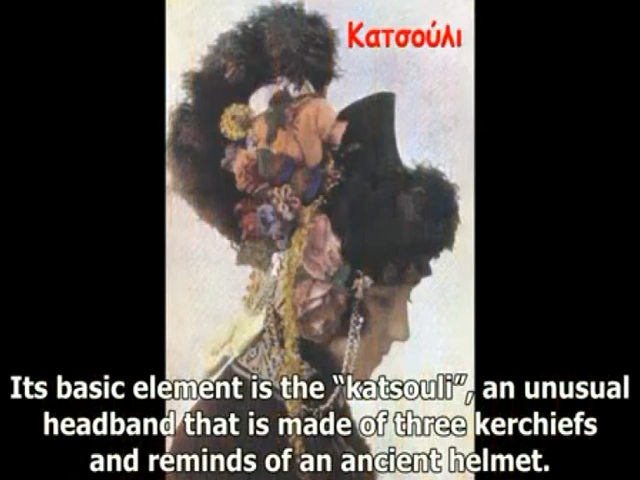 Κατσούλι
Its basic element is the “katsouli”, an unusual
headband that is made of three kerchiefs
and reminds of an ancient helmet.